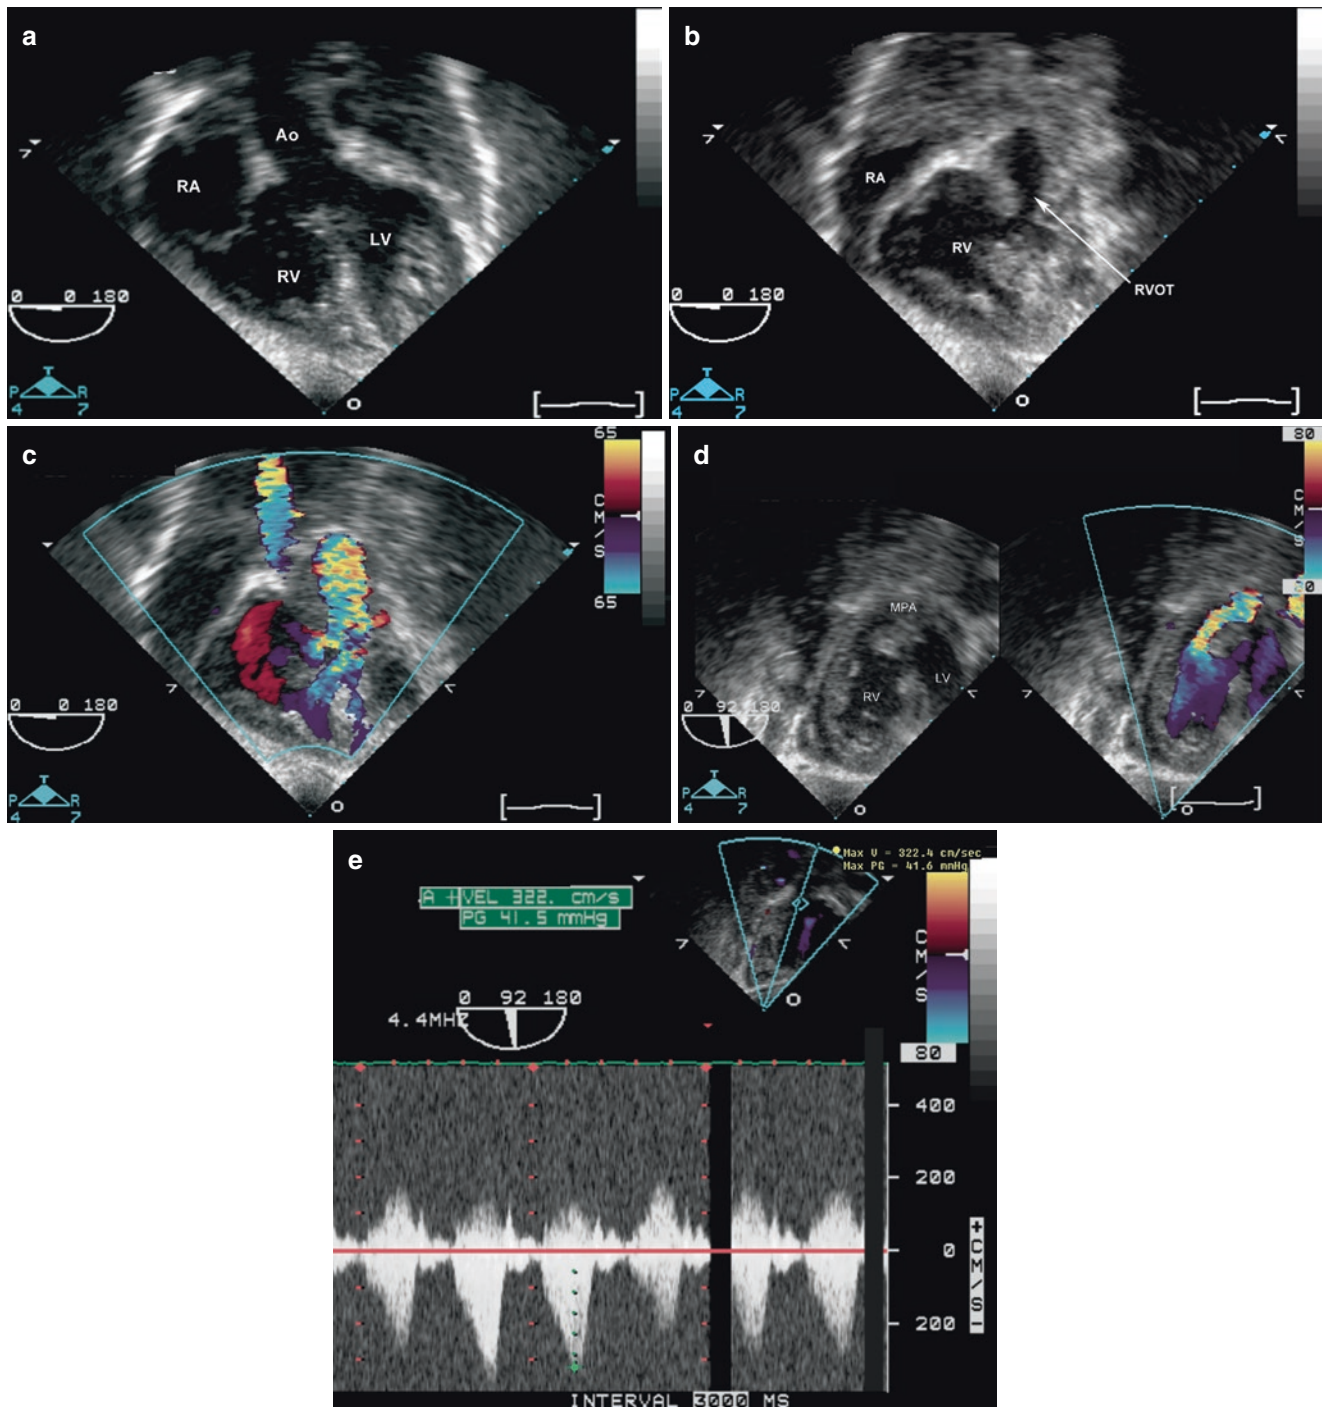 a
Ao
RA
LV
RV
0 0 180
P T R
4 7
b
RA
RV
RVOT
0 0 180
P T R
4 7
c
65
CM/S
65
0 0 180
P T R
4 7
d
80
CM/S
80
MPA
LV
RV
0 92 180
P T R
4 7
e
Max V = 322.4 cm/sec
Max PG = 41.6 mmHg
A +VEL 322. cm/s
PG 41.5 mmHg
CM/S
0 92 180
4.4MHZ
80
400
200
0
+CM/S-
200
INTERVAL 3000 MS